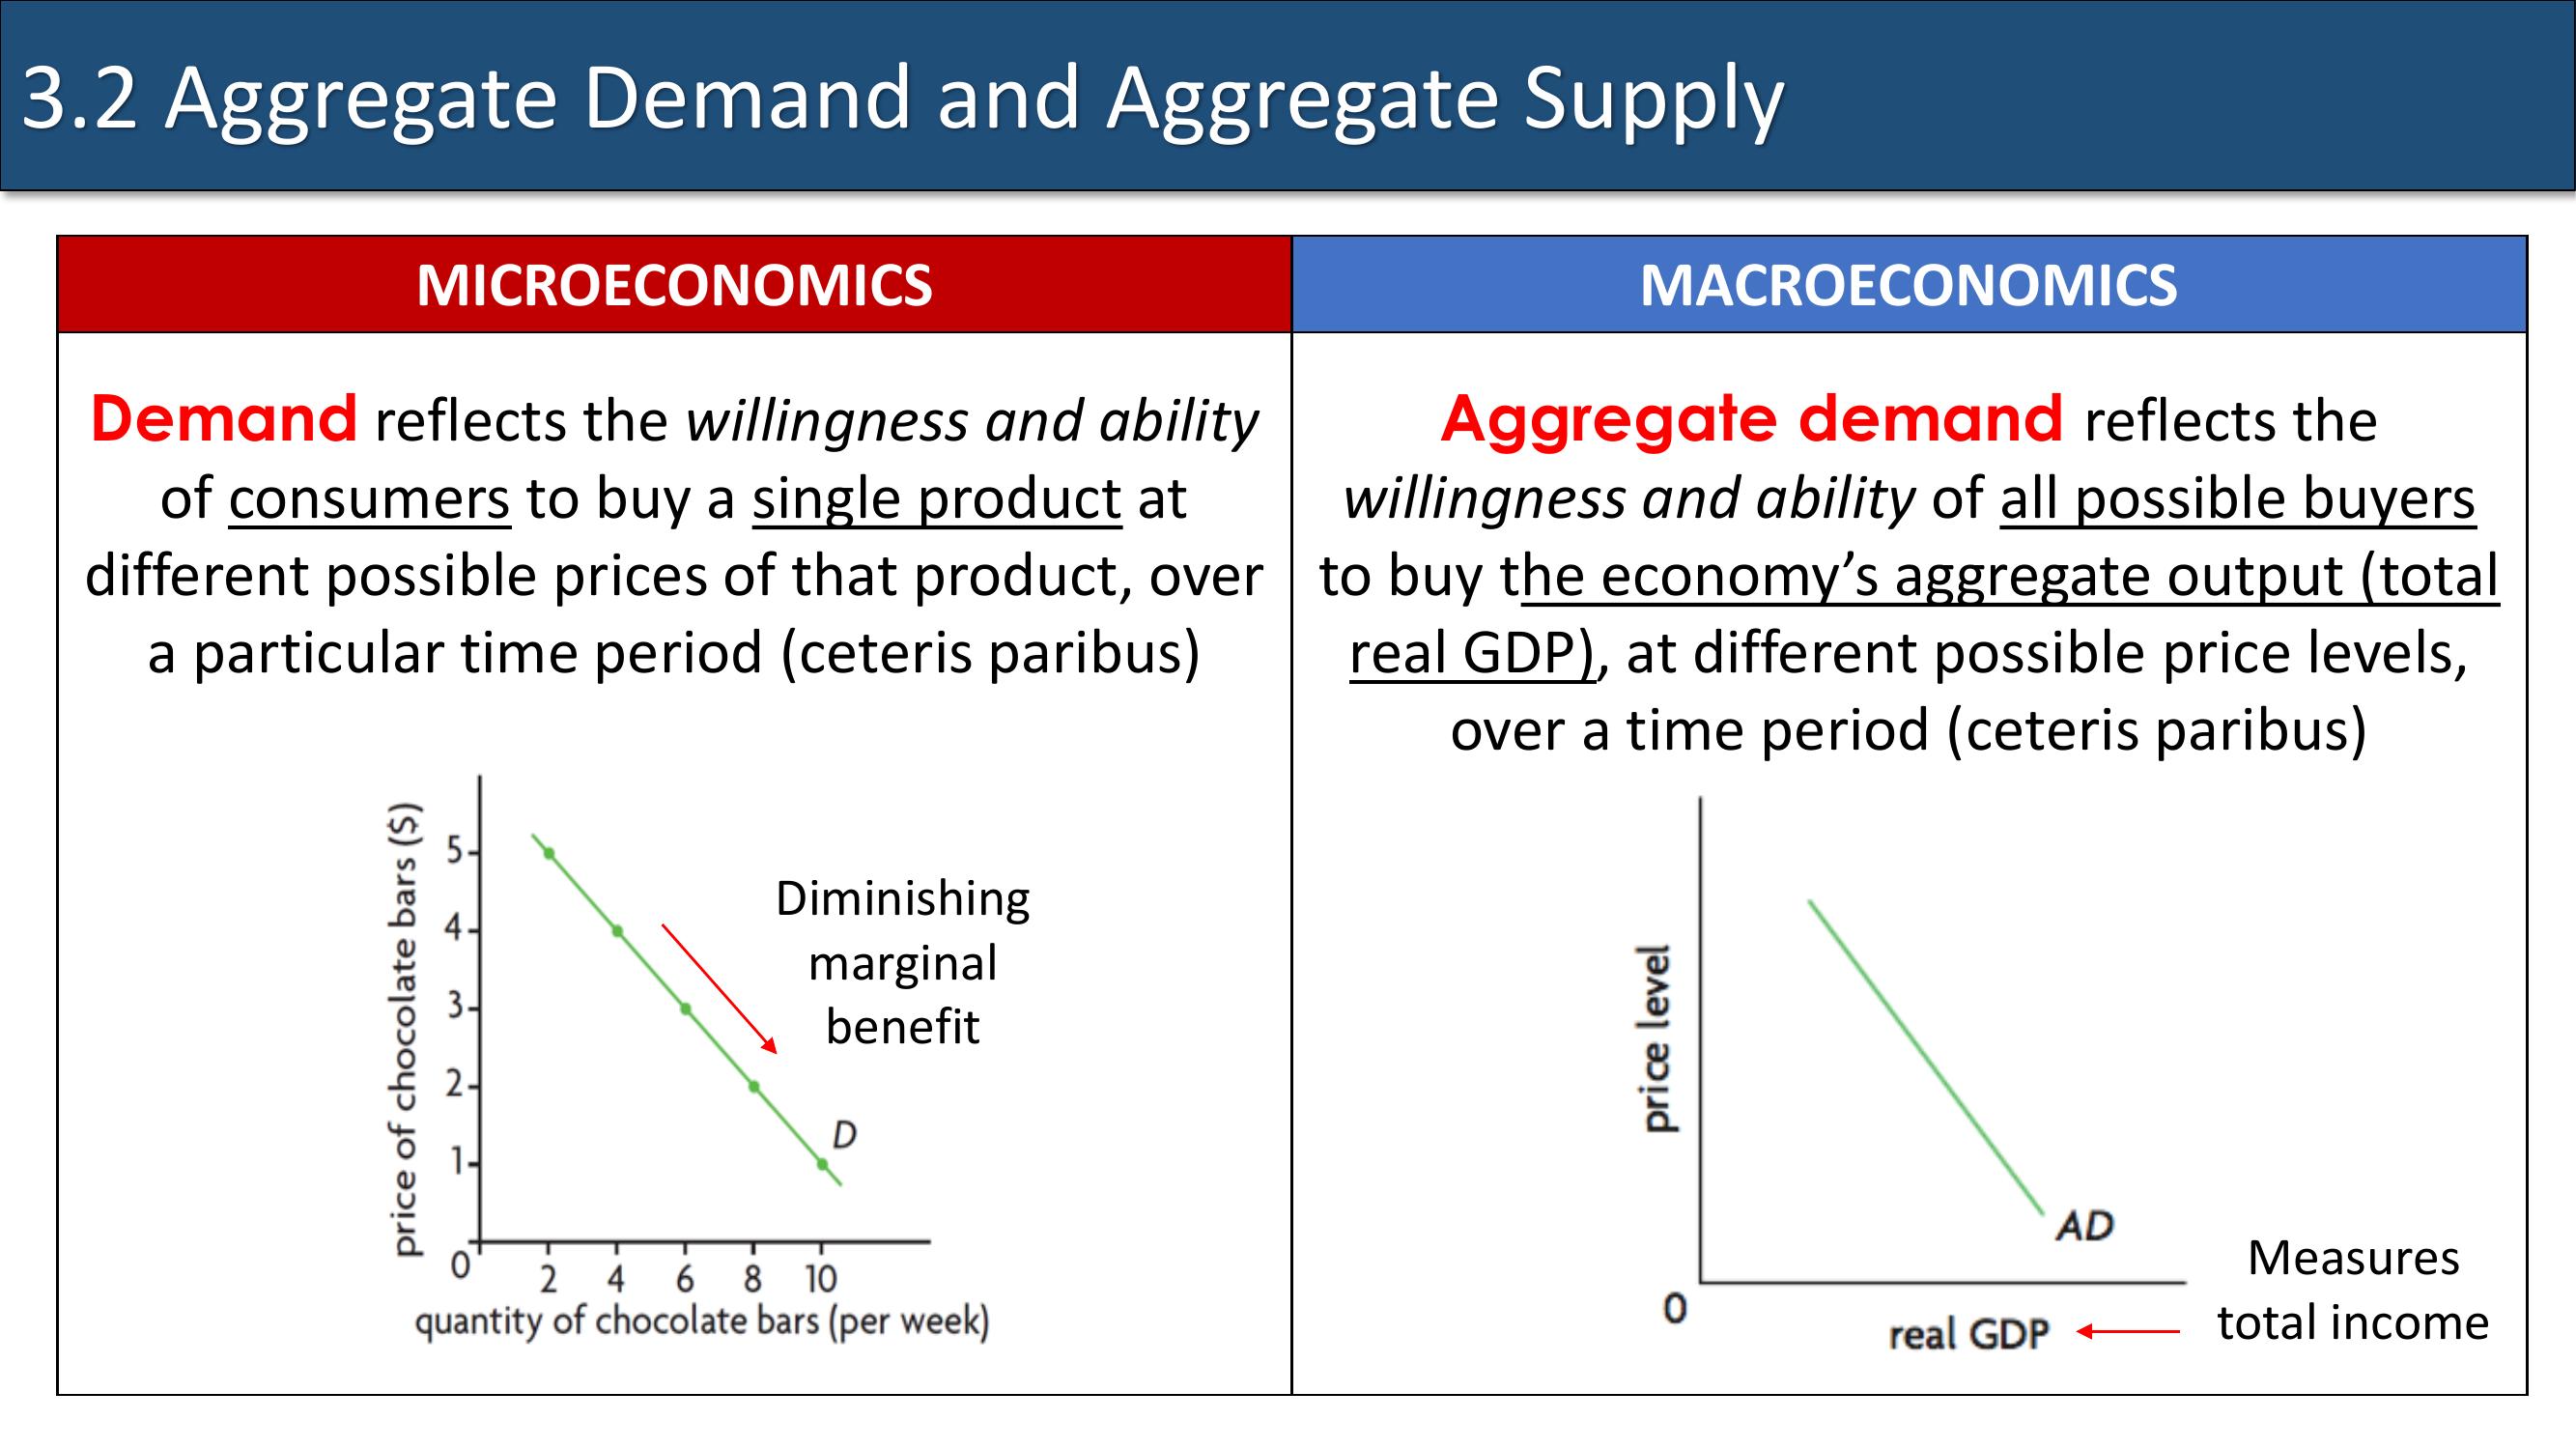 3.2 Aggregate Demand and Aggregate Supply
MICROECONOMICS
Demand reflects the willingness and ability
of consumers to buy a single product at
different possible prices of that product, over
a particular time period (ceteris paribus)
price of chocolate bars ($)
5
4
3
2
1
0
2 4 6 8 10
quantity of chocolate bars (per week)
D
Diminishing
marginal
benefit
MACROECONOMICS
Aggregate demand reflects the
willingness and ability of all possible buyers
to buy the economy’s aggregate output (total
real GDP), at different possible price levels,
over a time period (ceteris paribus)
price level
AD
0
real GDP
Measures
total income